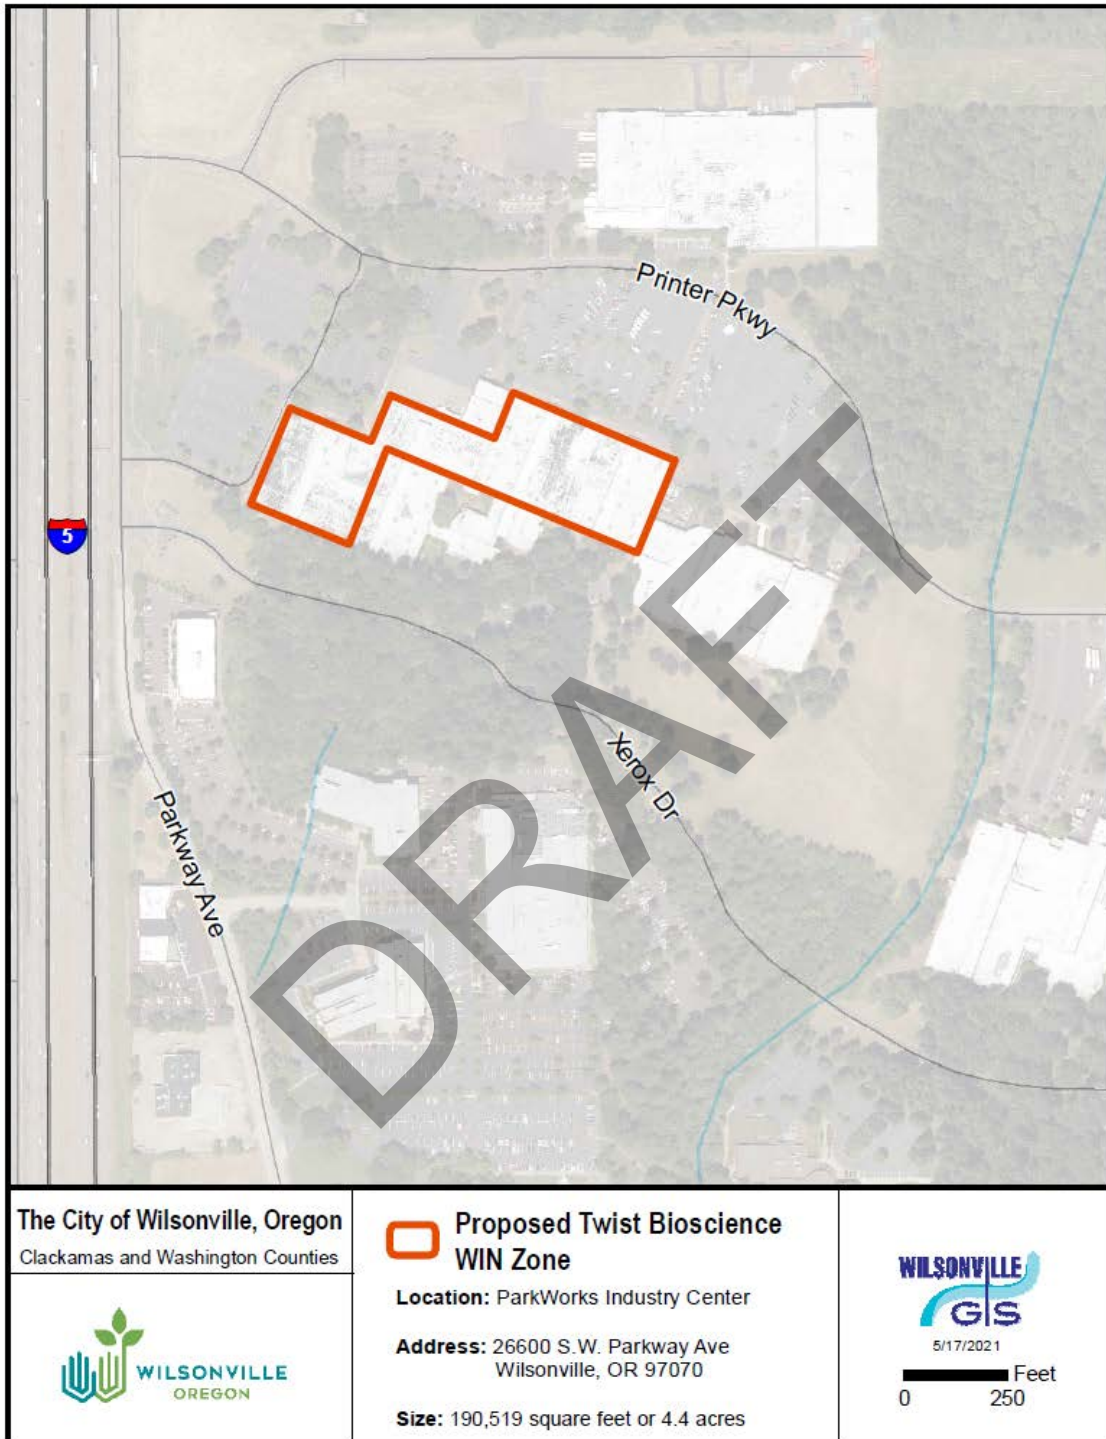 Printer Pkwy
5
Xerox Dr
Parkway Ave
DRAFT
The City of Wilsonville, Oregon
Clackamas and Washington Counties
WILSONVILLE
OREGON
Proposed Twist Bioscience
WIN Zone
Location: ParkWorks Industry Center
Address: 26600 S.W. Parkway Ave
Wilsonville, OR 97070
Size: 190,519 square feet or 4.4 acres
WILSONVILLE
GIS
5/17/2021
Feet
0 250